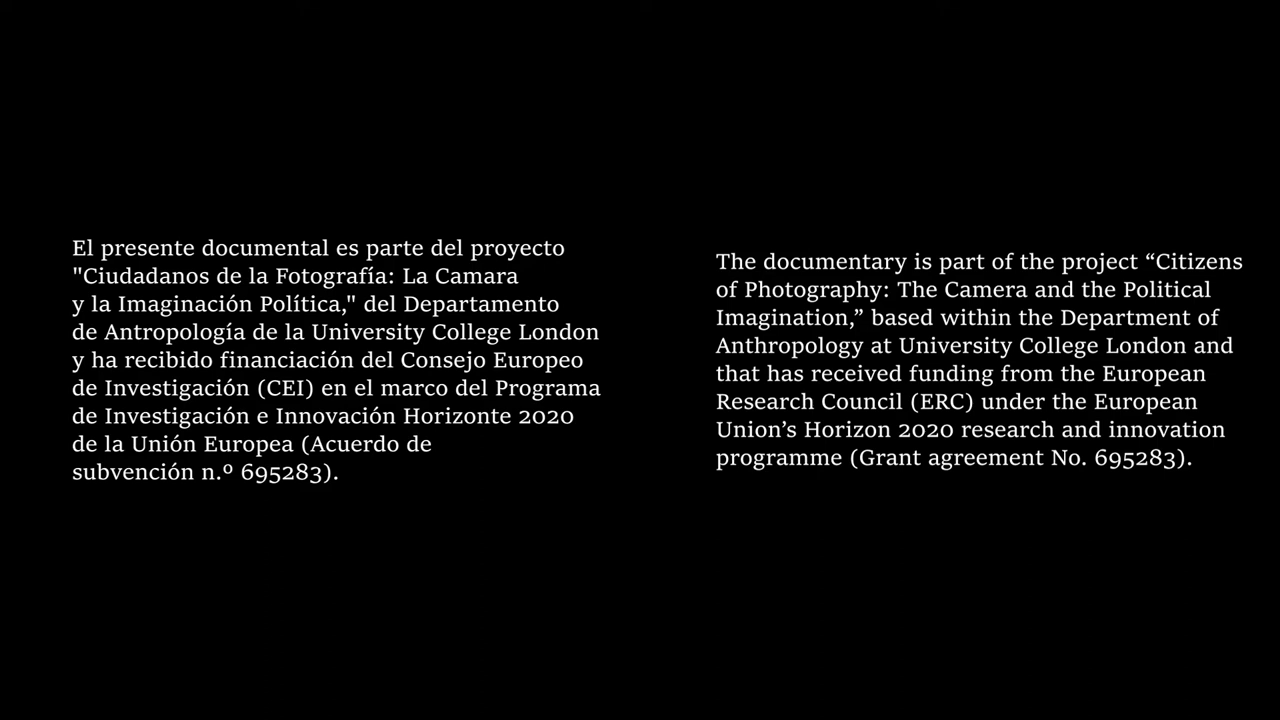 El presente documental es parte del proyecto
"Ciudadanos de la Fotografía: La Camara
y la Imaginación Política," del Departamento
de Antropología de la University College London
y ha recibido financiación del Consejo Europeo
de Investigación (CEI) en el marco del Programa
de Investigación e Innovación Horizonte 2020
de la Unión Europea (Acuerdo de
subvención n.º 695283).
The documentary is part of the project “Citizens
of Photography: The Camera and the Political
Imagination,” based within the Department of
Anthropology at University College London and
that has received funding from the European
Research Council (ERC) under the European
Union’s Horizon 2020 research and innovation
programme (Grant agreement No. 695283).